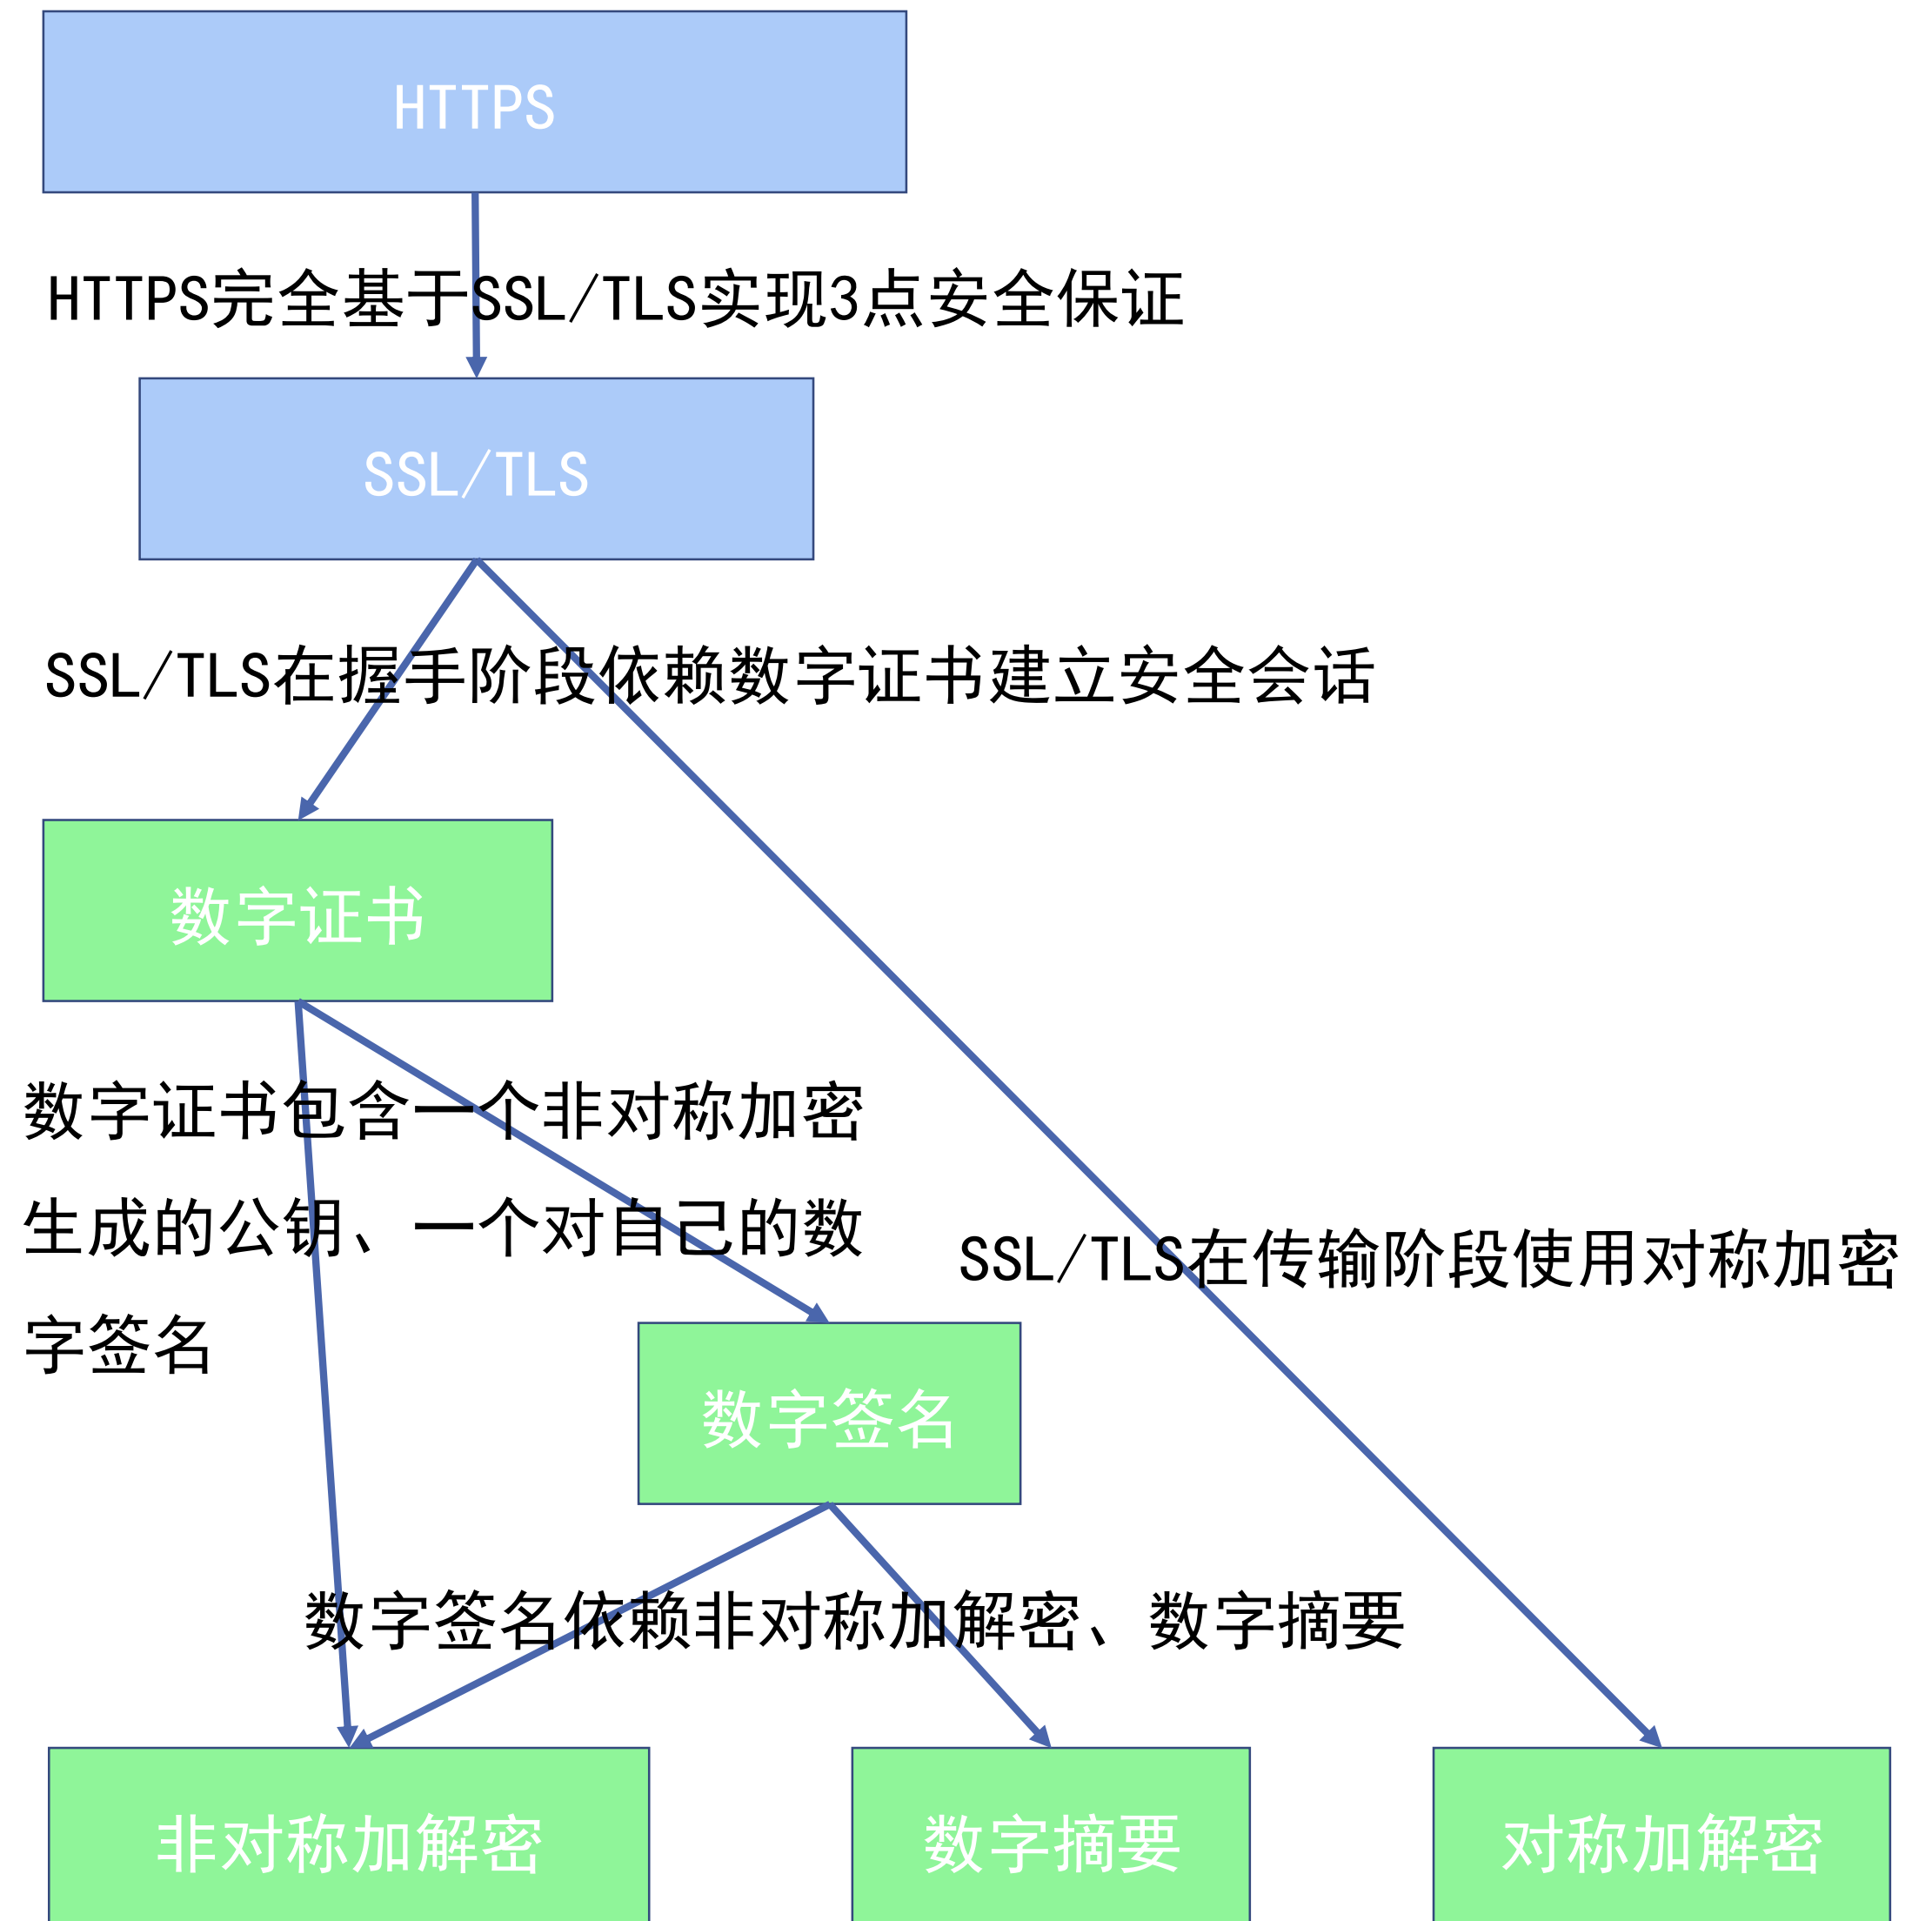 HTTPS
HTTPS完全基于SSL/TLS实现3点安全保证
SSL/TLS
SSL/TLS在握手阶段依赖数字证书建立安全会话
数字证书
数字证书包含一个非对称加密
生成的公钥、一个对自己的数
字签名
SSL/TLS在传输阶段使用对称加密
数字签名
数字签名依赖非对称加解密、数字摘要
非对称加解密
数字摘要
对称加解密